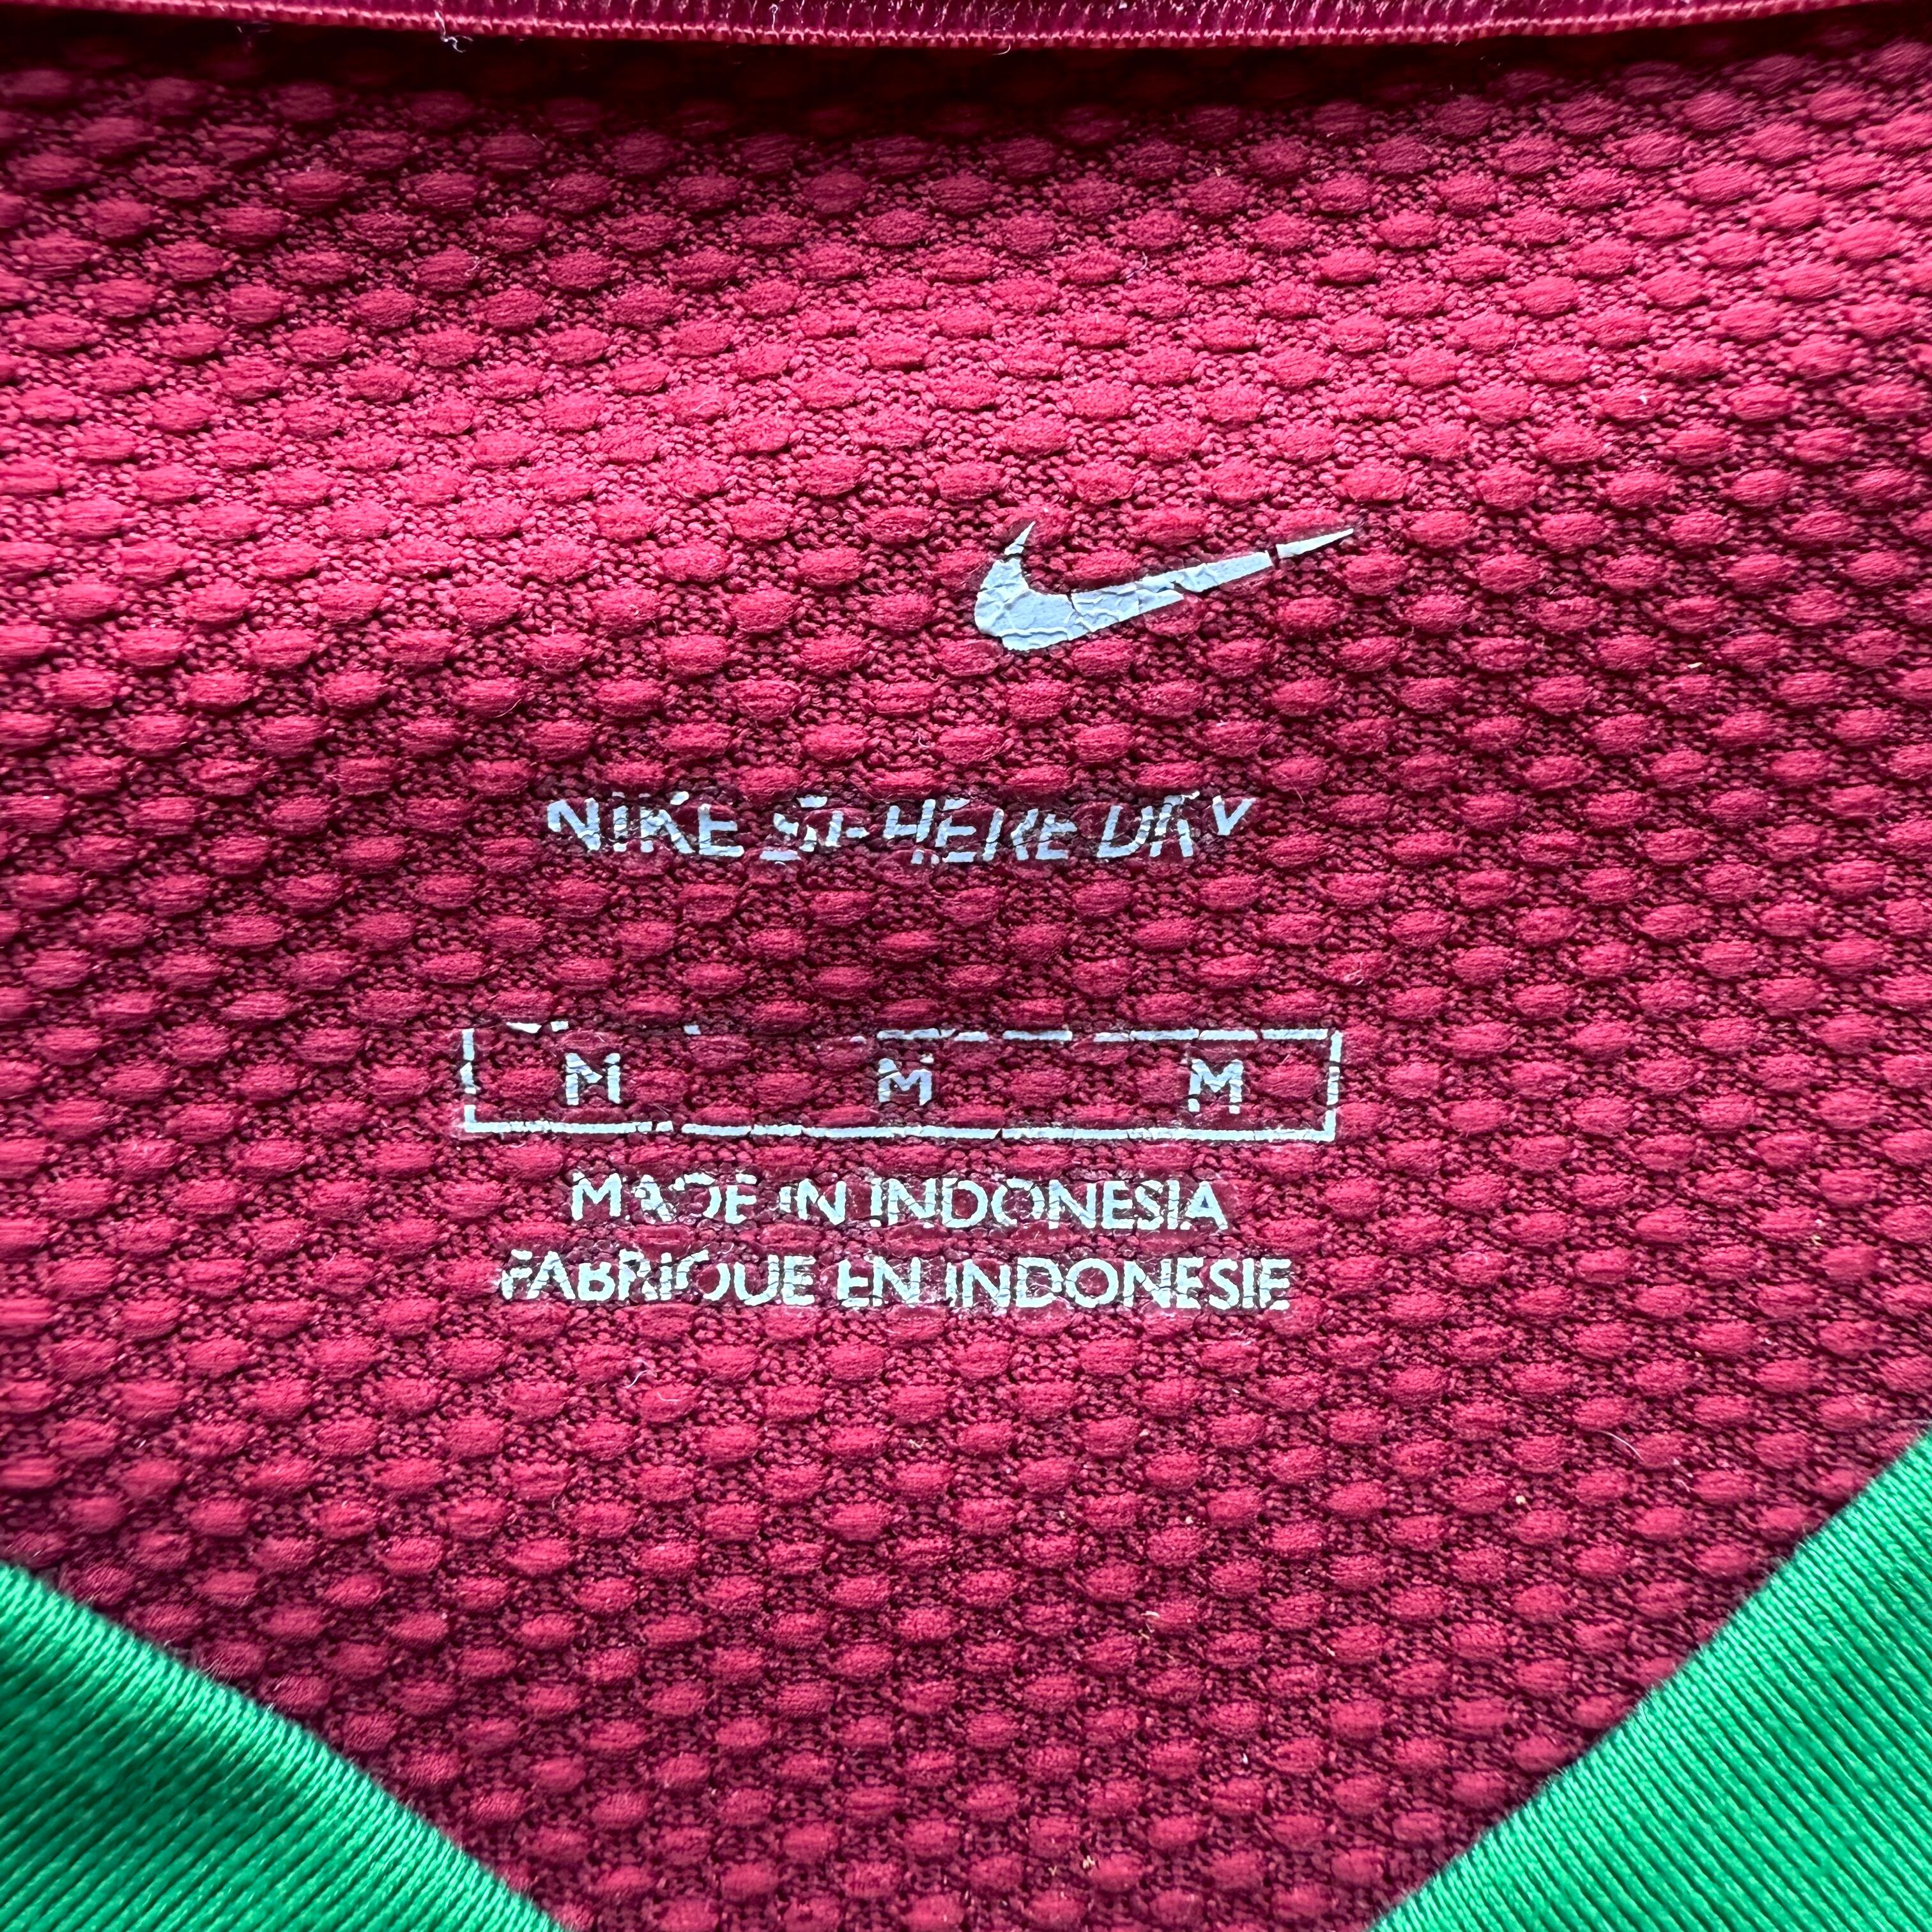 NIKE SPHERE DRY
M M M
MADE IN INDONESIA
FABRIQUE EN INDONESIE